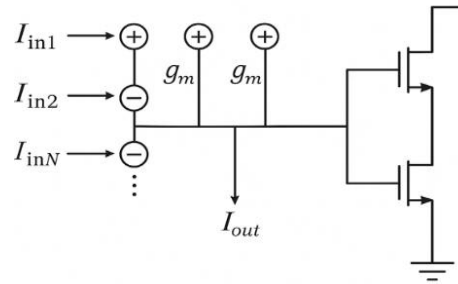 I_in1
+ + +
g_m g_m
I_in2
−
I_inN
−
⋮
I_out